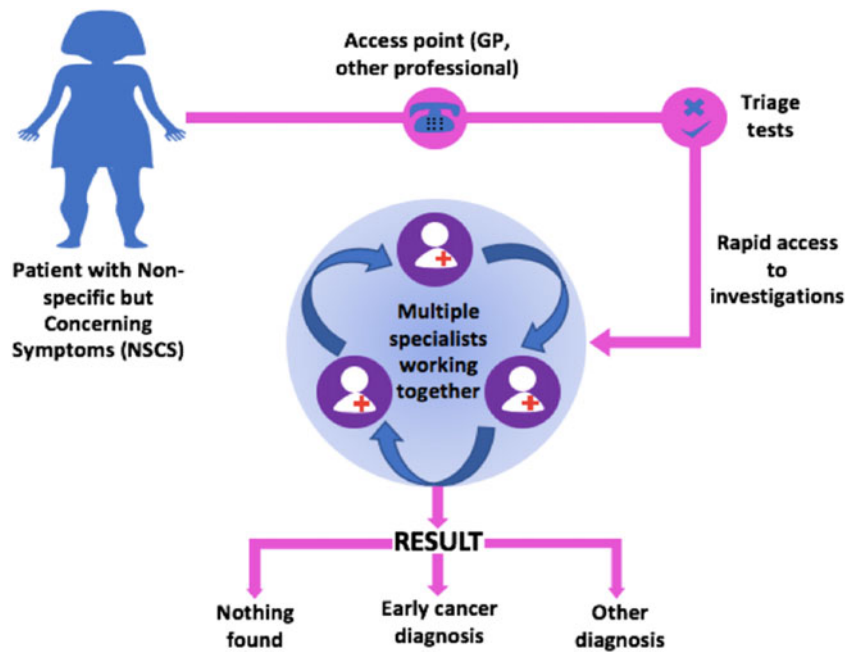 Access point (GP,
other professional)
Triage
tests
Patient with Non-
specific but
Concerning
Symptoms (NSCS)
Rapid access
to
investigations
Multiple
specialists
working
together
RESULT
Nothing
found
Early cancer
diagnosis
Other
diagnosis